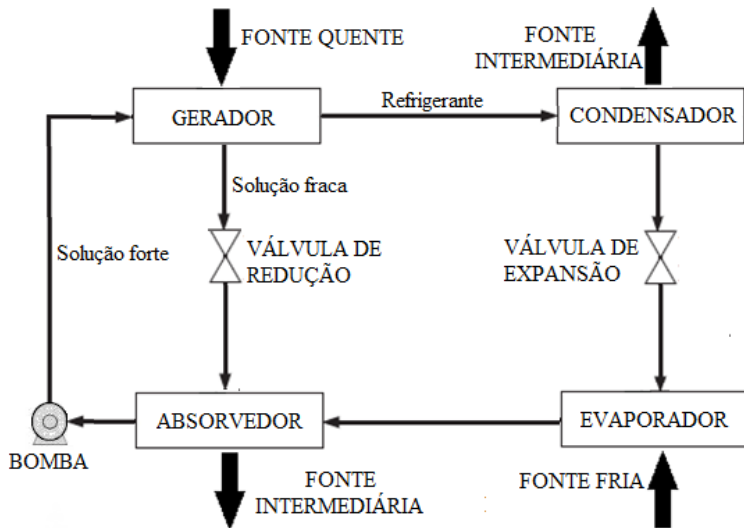 FONTE QUENTE
FONTE
INTERMEDIÁRIA
GERADOR
Refrigerante
CONDENSADOR
Solução fraca
Solução forte
VÁLVULA DE
REDUÇÃO
VÁLVULA DE
EXPANSÃO
ABSORVEDOR
EVAPORADOR
BOMBA
FONTE
INTERMEDIÁRIA
FONTE FRIA